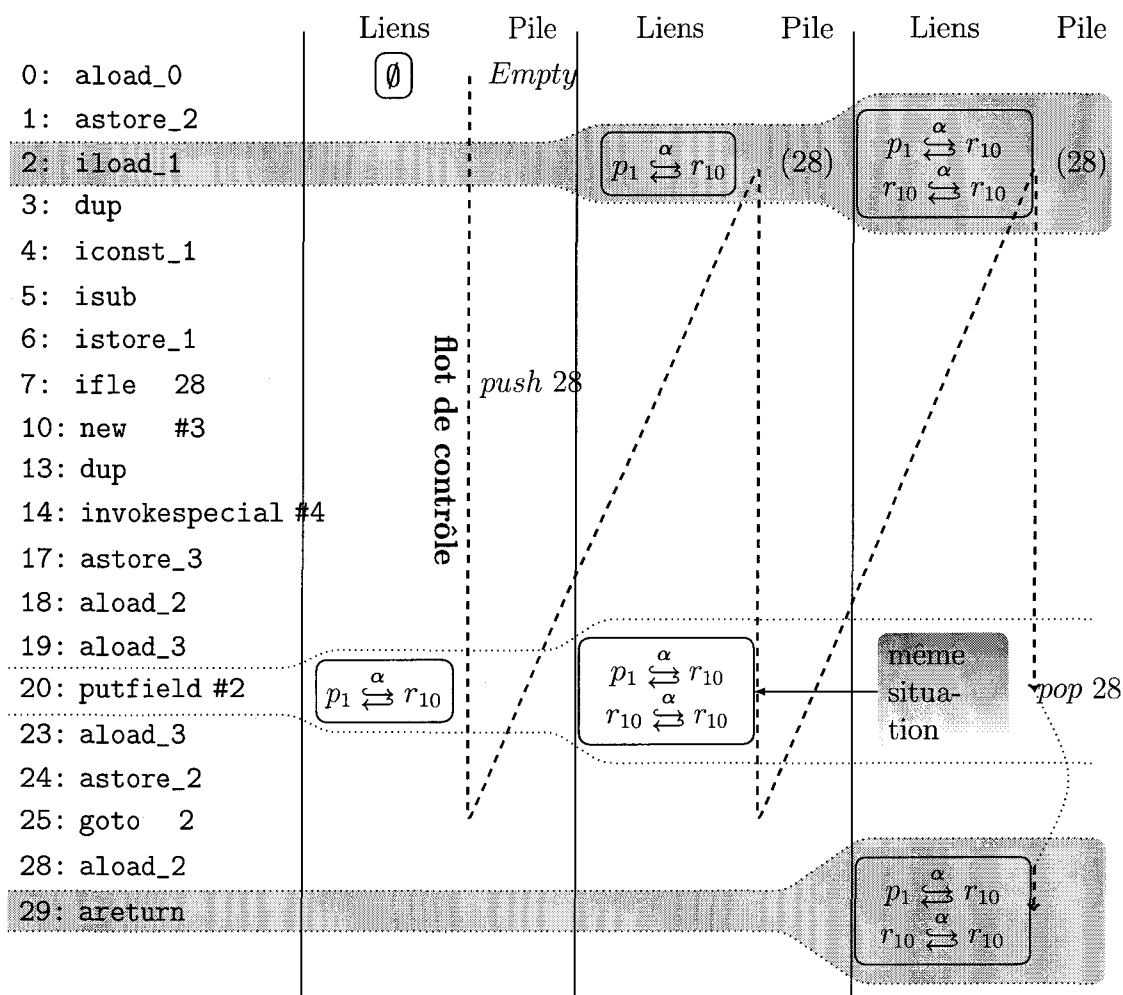 Liens Pile Liens Pile Liens Pile
0: aload_0 ∅ Empty
1: astore_2
2: iload_1
p₁ α⇆ r₁₀ (28)
p₁ α⇆ r₁₀
r₁₀ α⇆ r₁₀
(28)
3: dup
4: iconst_1
5: isub
6: istore_1
7: ifle 28 push 28
flot de contrôle
10: new #3
13: dup
14: invokespecial #4
17: astore_3
18: aload_2
19: aload_3
20: putfield #2
p₁ α⇆ r₁₀
p₁ α⇆ r₁₀
r₁₀ α⇆ r₁₀
même
situa-
tion
pop 28
23: aload_3
24: astore_2
25: goto 2
28: aload_2
29: areturn
p₁ α⇆ r₁₀
r₁₀ α⇆ r₁₀